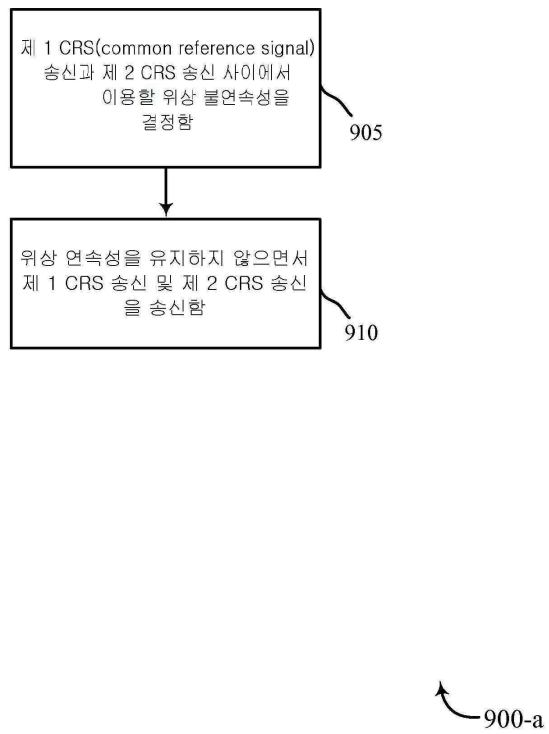 제 1 CRS(common reference signal)
송신과 제 2 CRS 송신 사이에서
이용할 위상 불연속성을
결정함
905
위상 연속성을 유지하지 않으면서
제 1 CRS 송신 및 제 2 CRS 송신
을 송신함
910
900-a